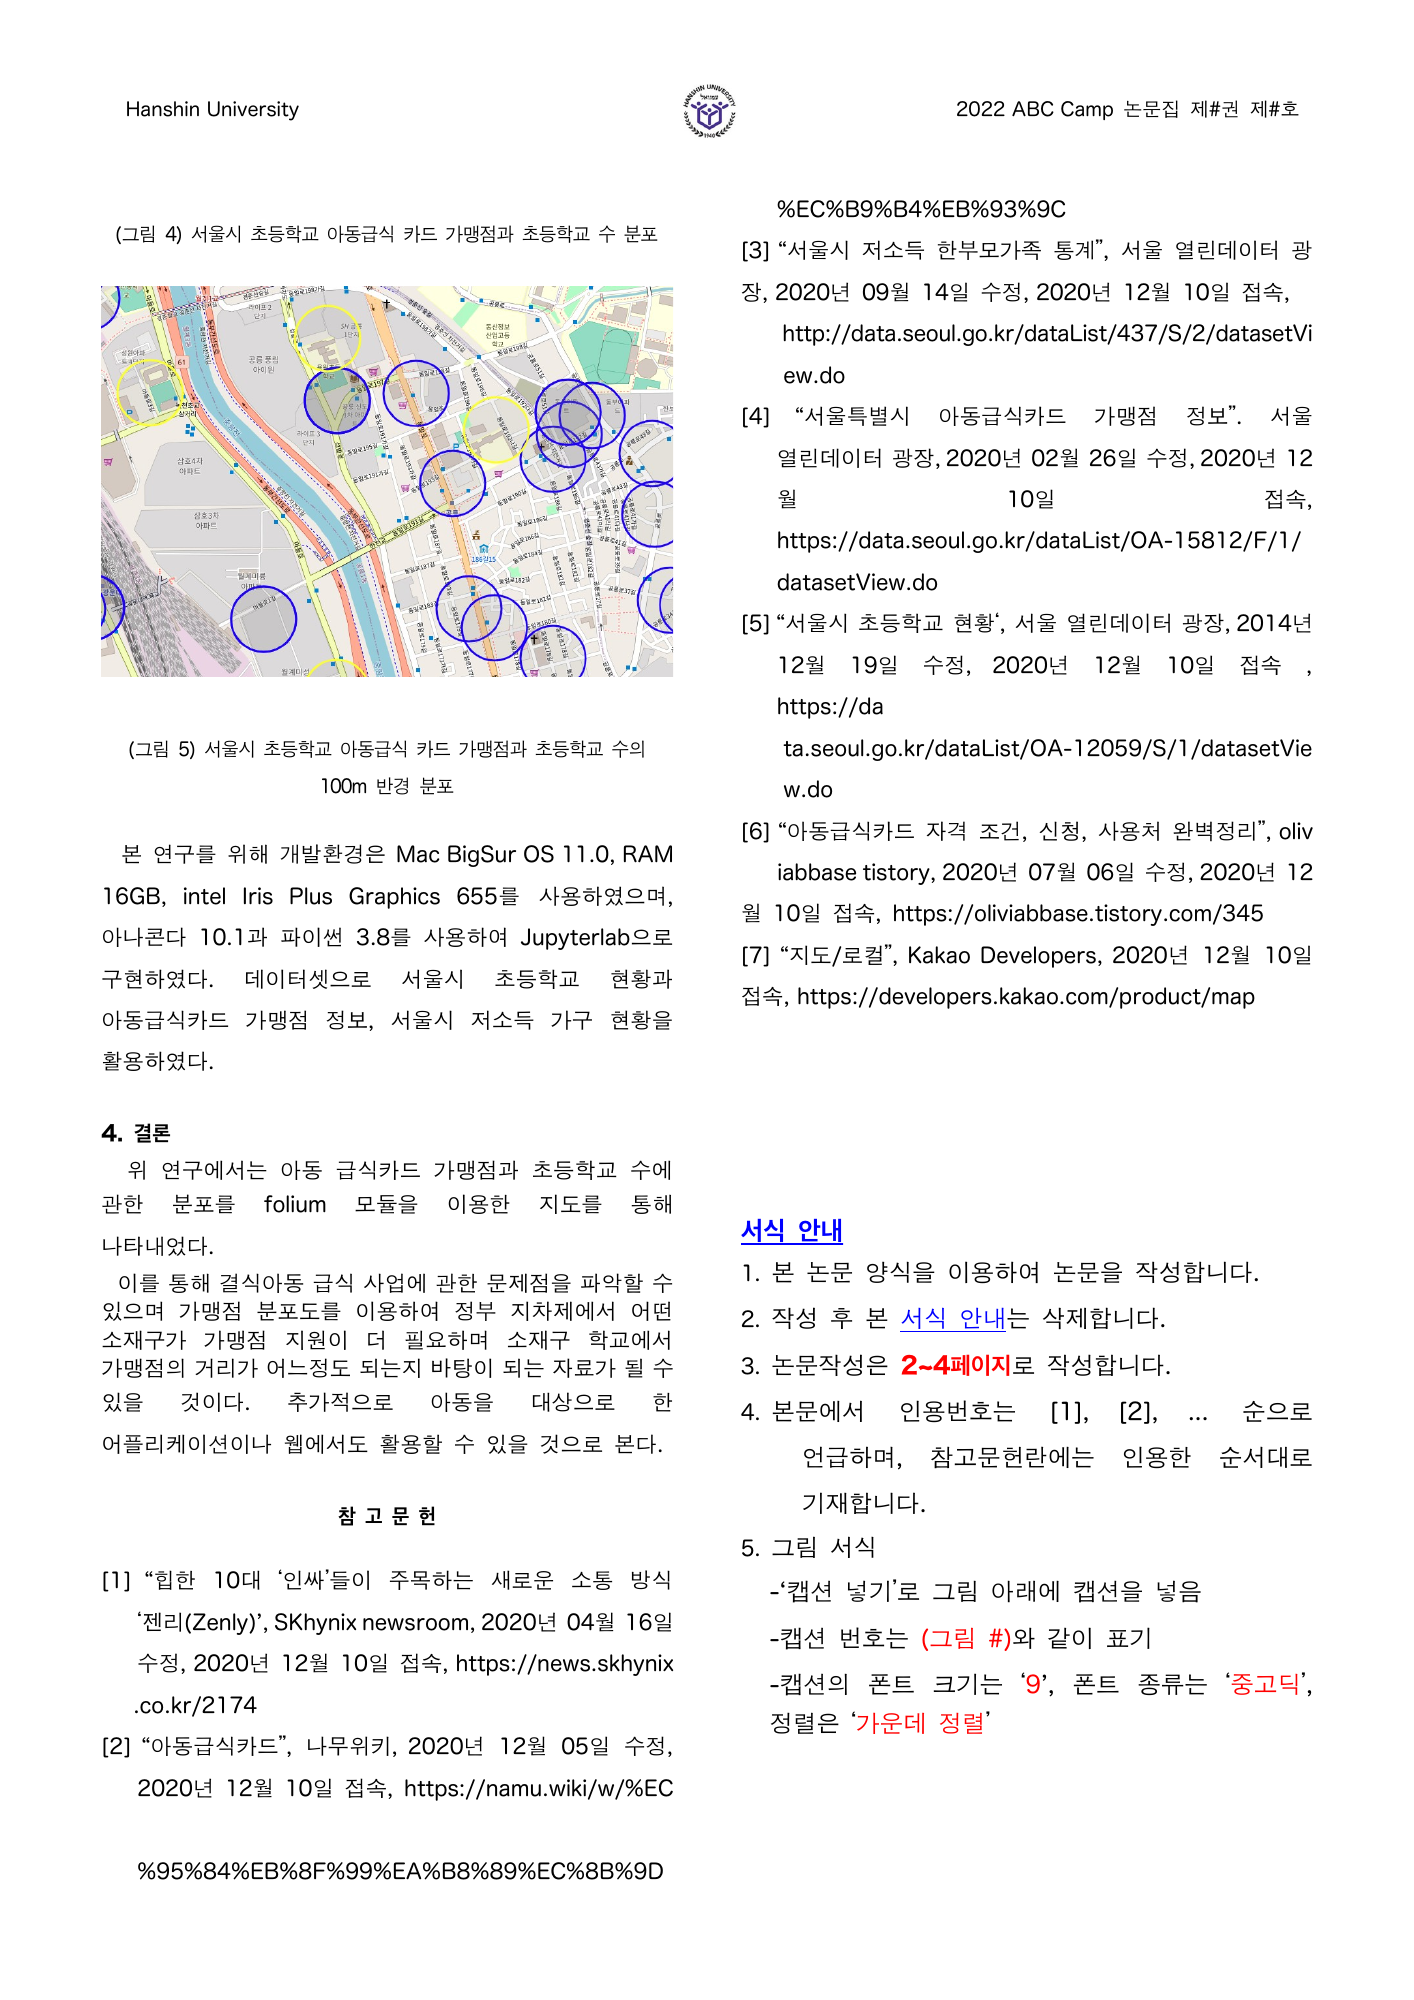 Hanshin University
2022 ABC Camp 논문집 제#권 제#호
(그림 4) 서울시 초등학교 아동급식 카드 가맹점과 초등학교 수 분포
61
삼호4차
아파트
삼호3차
아파트
186길15
(그림 5) 서울시 초등학교 아동급식 카드 가맹점과 초등학교 수의
100m 반경 분포
본 연구를 위해 개발환경은 Mac BigSur OS 11.0, RAM
16GB, intel Iris Plus Graphics 655를 사용하였으며,
아나콘다 10.1과 파이썬 3.8를 사용하여 Jupyterlab으로
구현하였다. 데이터셋으로 서울시 초등학교 현황과
아동급식카드 가맹점 정보, 서울시 저소득 가구 현황을
활용하였다.
4. 결론
위 연구에서는 아동 급식카드 가맹점과 초등학교 수에
관한 분포를 folium 모듈을 이용한 지도를 통해
나타내었다.
이를 통해 결식아동 급식 사업에 관한 문제점을 파악할 수
있으며 가맹점 분포도를 이용하여 정부 지차제에서 어떤
소재구가 가맹점 지원이 더 필요하며 소재구 학교에서
가맹점의 거리가 어느정도 되는지 바탕이 되는 자료가 될 수
있을 것이다. 추가적으로 아동을 대상으로 한
어플리케이션이나 웹에서도 활용할 수 있을 것으로 본다.
참 고 문 헌
[1] “힙한 10대 ‘인싸’들이 주목하는 새로운 소통 방식
‘젠리(Zenly)’, SKhynix newsroom, 2020년 04월 16일
수정, 2020년 12월 10일 접속, https://news.skhynix
.co.kr/2174
[2] “아동급식카드”, 나무위키, 2020년 12월 05일 수정,
2020년 12월 10일 접속, https://namu.wiki/w/%EC
%95%84%EB%8F%99%EA%B8%89%EC%8B%9D
%EC%B9%B4%EB%93%9C
[3] “서울시 저소득 한부모가족 통계”, 서울 열린데이터 광
장, 2020년 09월 14일 수정, 2020년 12월 10일 접속,
http://data.seoul.go.kr/dataList/437/S/2/datasetVi
ew.do
[4] “서울특별시 아동급식카드 가맹점 정보”. 서울
열린데이터 광장, 2020년 02월 26일 수정, 2020년 12
월 10일 접속,
https://data.seoul.go.kr/dataList/OA-15812/F/1/
datasetView.do
[5] “서울시 초등학교 현황‘, 서울 열린데이터 광장, 2014년
12월 19일 수정, 2020년 12월 10일 접속 ,
https://da
ta.seoul.go.kr/dataList/OA-12059/S/1/datasetVie
w.do
[6] “아동급식카드 자격 조건, 신청, 사용처 완벽정리”, oliv
iabbase tistory, 2020년 07월 06일 수정, 2020년 12
월 10일 접속, https://oliviabbase.tistory.com/345
[7] “지도/로컬”, Kakao Developers, 2020년 12월 10일
접속, https://developers.kakao.com/product/map
서식 안내
1. 본 논문 양식을 이용하여 논문을 작성합니다.
2. 작성 후 본 서식 안내는 삭제합니다.
3. 논문작성은 2~4페이지로 작성합니다.
4. 본문에서 인용번호는 [1], [2], ... 순으로
언급하며, 참고문헌란에는 인용한 순서대로
기재합니다.
5. 그림 서식
-‘캡션 넣기’로 그림 아래에 캡션을 넣음
-캡션 번호는 (그림 #)와 같이 표기
-캡션의 폰트 크기는 ‘9’, 폰트 종류는 ‘중고딕’,
정렬은 ‘가운데 정렬’